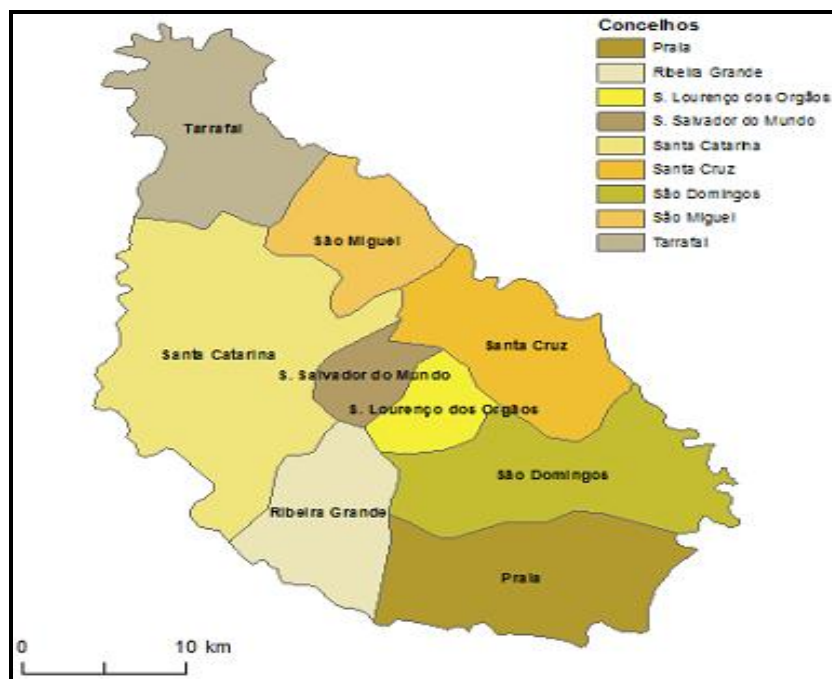 Concelhos
Praia
Ribeira Grande
S. Lourenço dos Orgãos
S. Salvador do Mundo
Santa Catarina
Santa Cruz
São Domingos
São Miguel
Tarrafal
Tarrafal
São Miguel
Santa Catarina
Santa Cruz
S. Salvador do Mundo
S. Lourenço dos Orgãos
São Domingos
Ribeira Grande
Praia
0 10 km